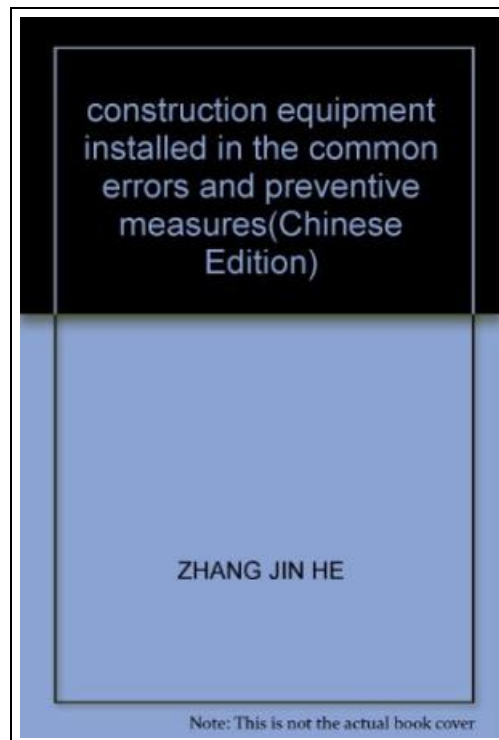 construction equipment
installed in the common
errors and preventive
measures(Chinese
Edition)
ZHANG JIN HE
Note: This is not the actual book cover